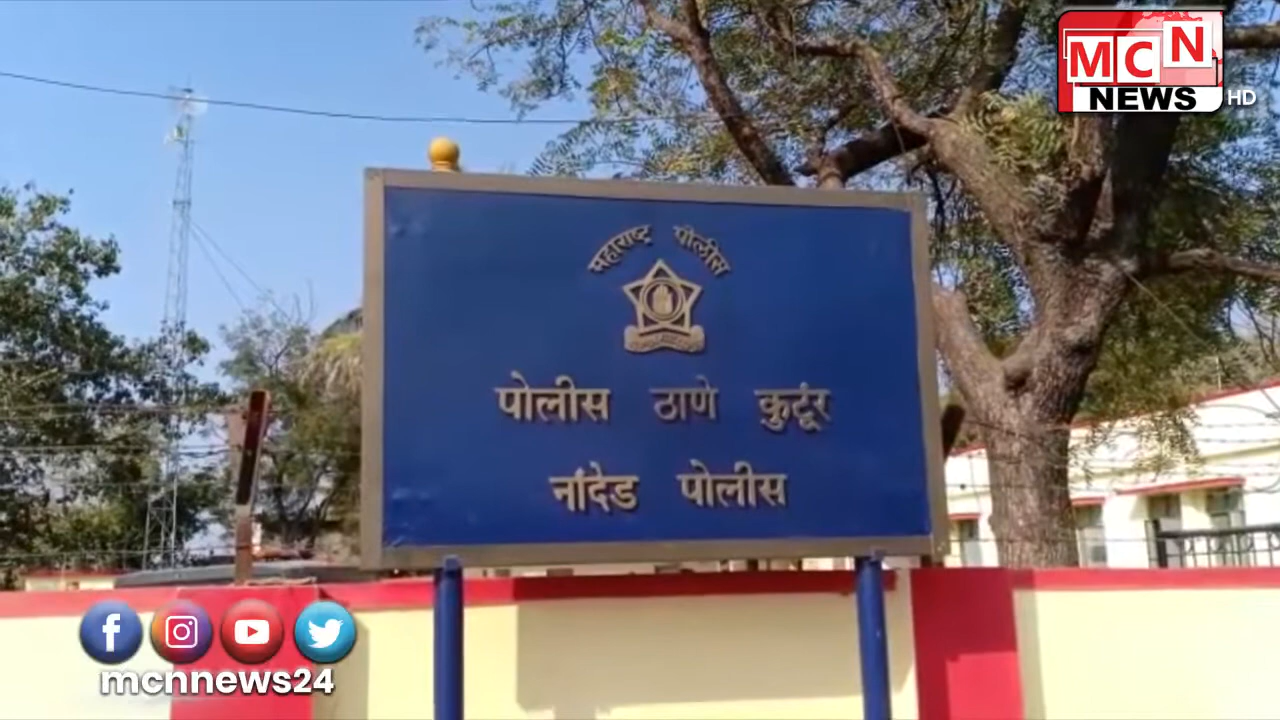 MCN
NEWS HD
महाराष्ट्र पोलीस
पोलीस ठाणे कुटूंर
नांदेड पोलीस
mcnnews24